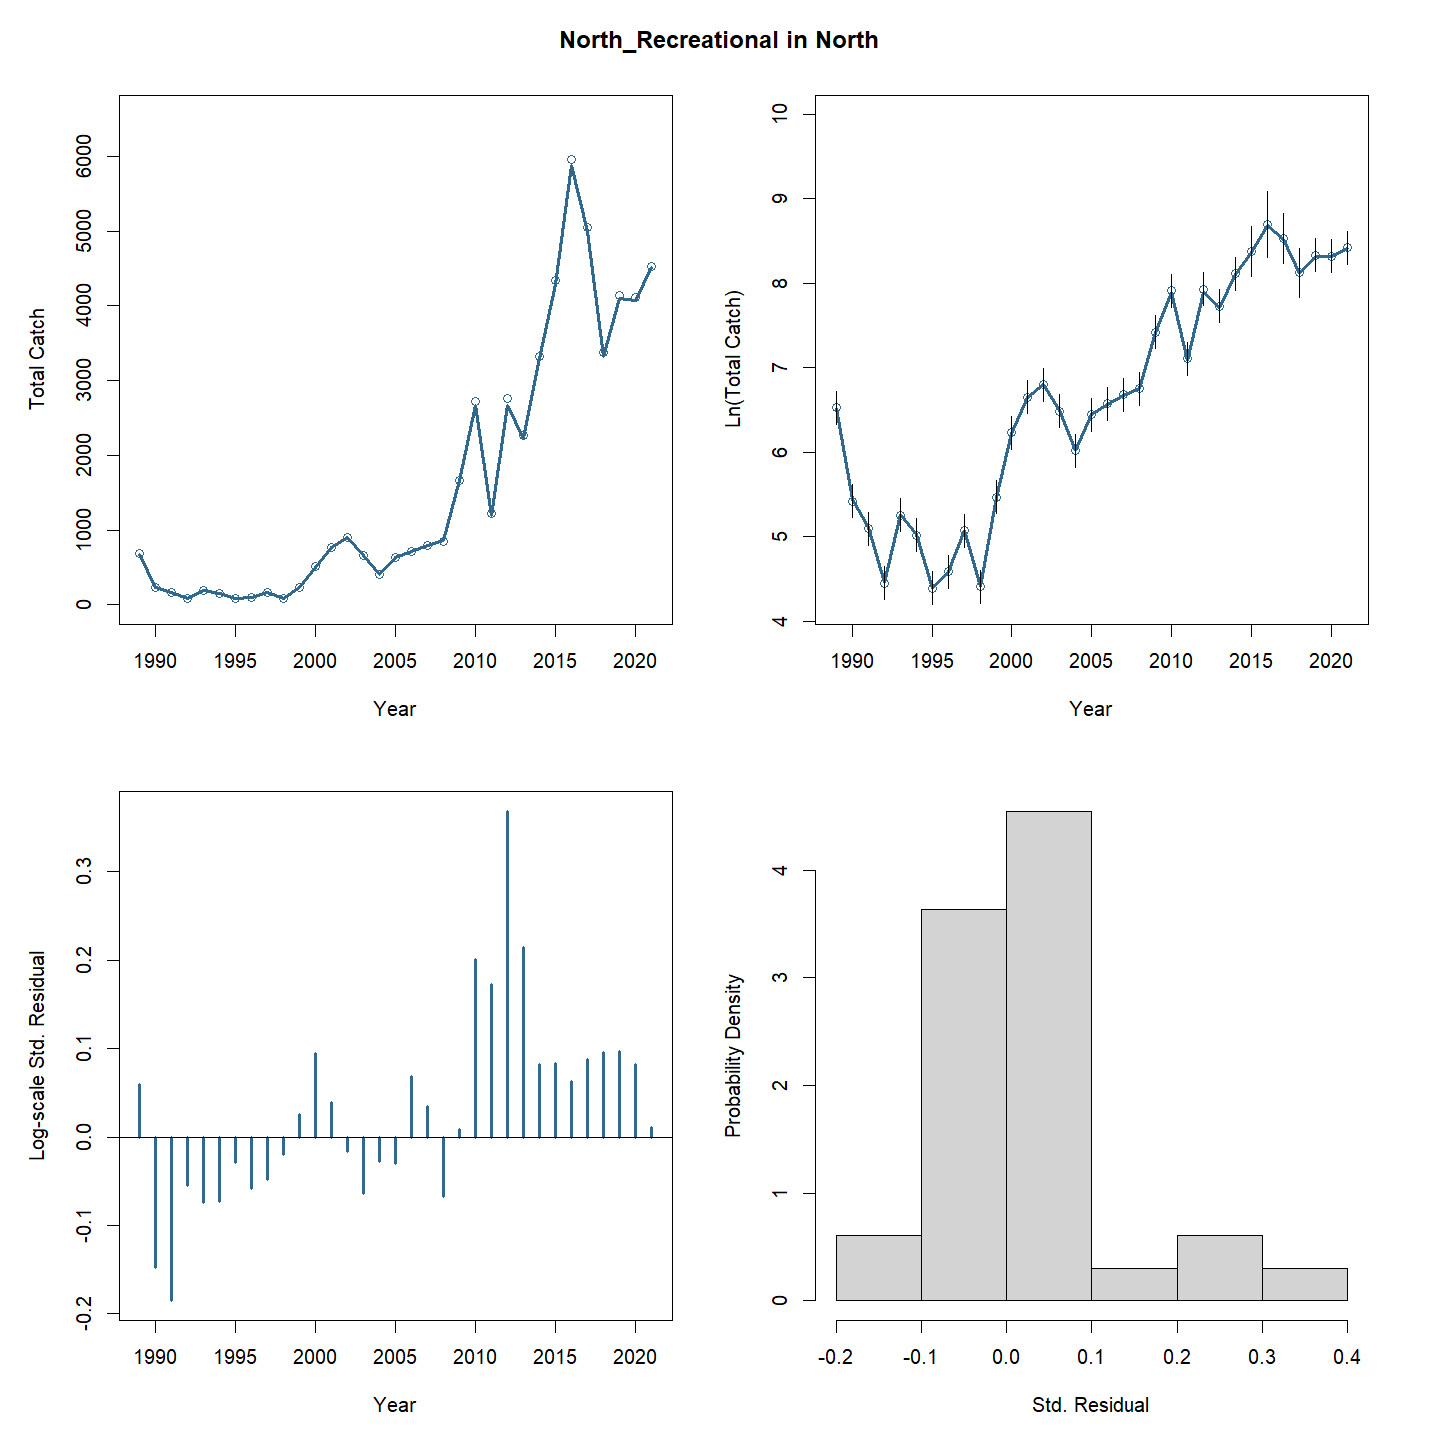 North_Recreational in North
Total Catch
0 1000 2000 3000 4000 5000 6000
1990 1995 2000 2005 2010 2015 2020
Year
Ln(Total Catch)
4 5 6 7 8 9 10
1990 1995 2000 2005 2010 2015 2020
Year
Log-scale Std. Residual
-0.2 -0.1 0.0 0.1 0.2 0.3
1990 1995 2000 2005 2010 2015 2020
Year
Probability Density
0 1 2 3 4
-0.2 -0.1 0.0 0.1 0.2 0.3 0.4
Std. Residual